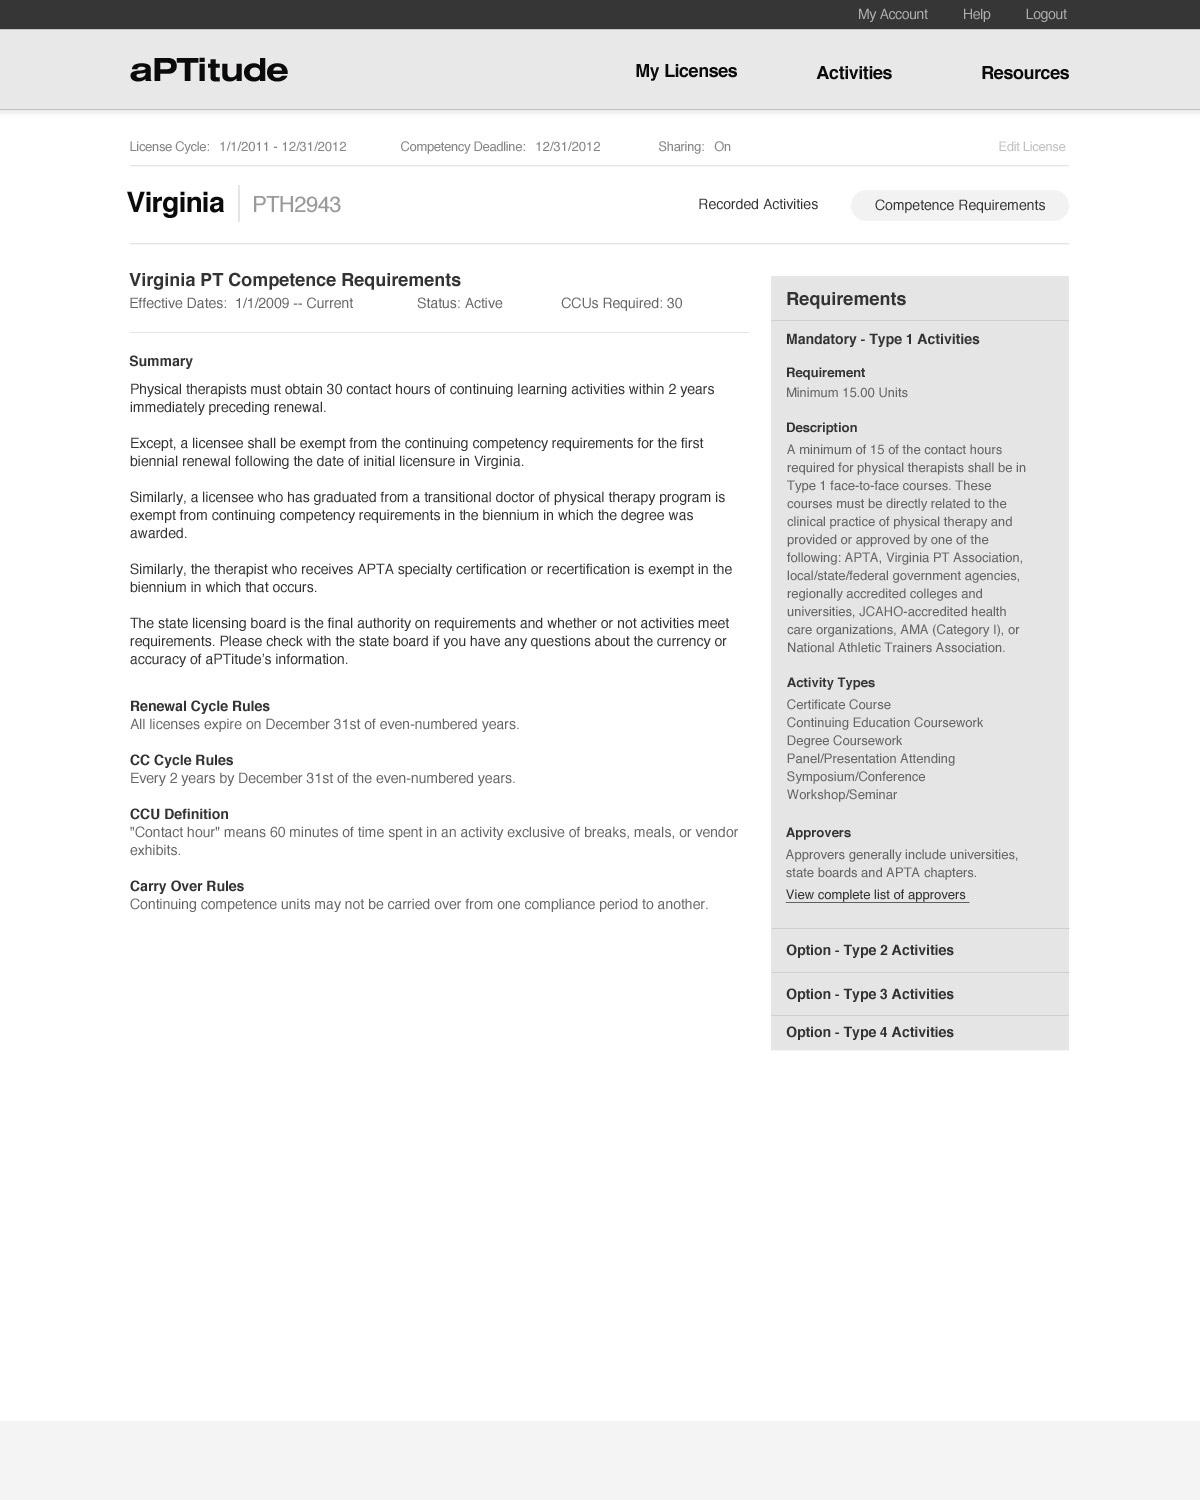 My Account Help Logout
aPTitude My Licenses Activities Resources
License Cycle: 1/1/2011 - 12/31/2012 Competency Deadline: 12/31/2012 Sharing: On Edit License
Virginia PTH2943 Recorded Activities Competence Requirements
Virginia PT Competence Requirements
Effective Dates: 1/1/2009 -- Current Status: Active CCUs Required: 30
Summary
Physical therapists must obtain 30 contact hours of continuing learning activities within 2 years
immediately preceding renewal.
Except, a licensee shall be exempt from the continuing competency requirements for the first
biennial renewal following the date of initial licensure in Virginia.
Similarly, a licensee who has graduated from a transitional doctor of physical therapy program is
exempt from continuing competency requirements in the biennium in which the degree was
awarded.
Similarly, the therapist who receives APTA specialty certification or recertification is exempt in the
biennium in which that occurs.
The state licensing board is the final authority on requirements and whether or not activities meet
requirements. Please check with the state board if you have any questions about the currency or
accuracy of aPTitude's information.
Renewal Cycle Rules
All licenses expire on December 31st of even-numbered years.
CC Cycle Rules
Every 2 years by December 31st of the even-numbered years.
CCU Definition
"Contact hour" means 60 minutes of time spent in an activity exclusive of breaks, meals, or vendor
exhibits.
Carry Over Rules
Continuing competence units may not be carried over from one compliance period to another.
Requirements
Mandatory - Type 1 Activities
Requirement
Minimum 15.00 Units
Description
A minimum of 15 of the contact hours
required for physical therapists shall be in
Type 1 face-to-face courses. These
courses must be directly related to the
clinical practice of physical therapy and
provided or approved by one of the
following: APTA, Virginia PT Association,
local/state/federal government agencies,
regionally accredited colleges and
universities, JCAHO-accredited health
care organizations, AMA (Category I), or
National Athletic Trainers Association.
Activity Types
Certificate Course
Continuing Education Coursework
Degree Coursework
Panel/Presentation Attending
Symposium/Conference
Workshop/Seminar
Approvers
Approvers generally include universities,
state boards and APTA chapters.
View complete list of approvers
Option - Type 2 Activities
Option - Type 3 Activities
Option - Type 4 Activities